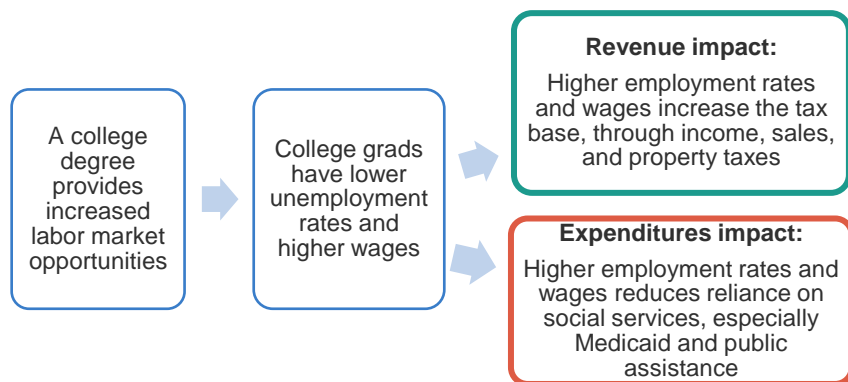 A college
degree
provides
increased
labor market
opportunities
College grads
have lower
unemployment
rates and
higher wages
Revenue impact:
Higher employment rates
and wages increase the tax
base, through income, sales,
and property taxes
Expenditures impact:
Higher employment rates and
wages reduces reliance on
social services, especially
Medicaid and public
assistance